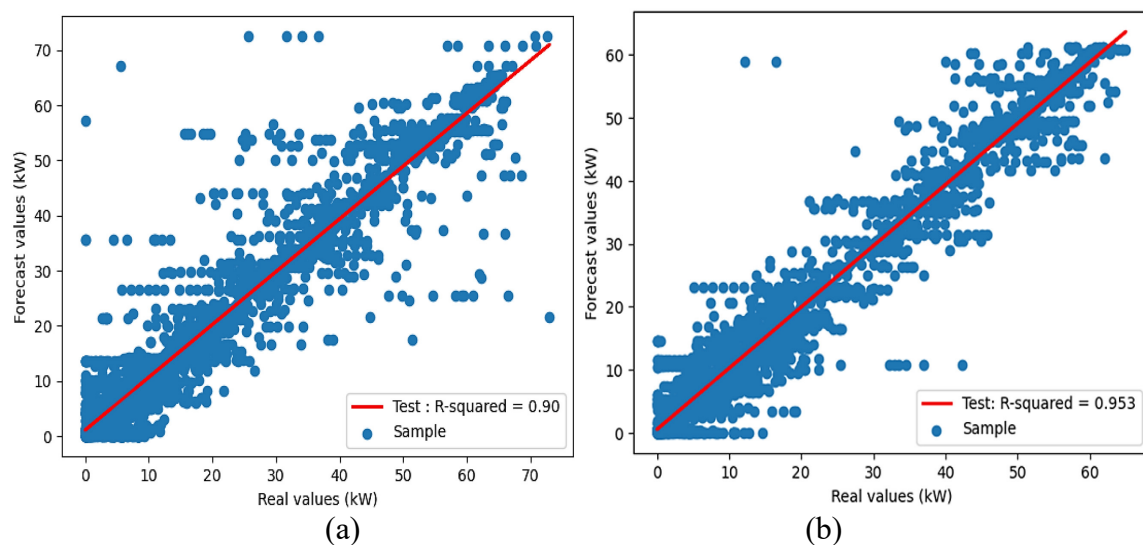 70
60
50
40
30
20
10
0
Forecast values (kW)
Test : R-squared = 0.90
Sample
0 10 20 30 40 50 60 70
Real values (kW)
(a)
60
50
40
30
20
10
0
Forecast values (kW)
Test: R-squared = 0.953
Sample
0 10 20 30 40 50 60
Real values (kW)
(b)